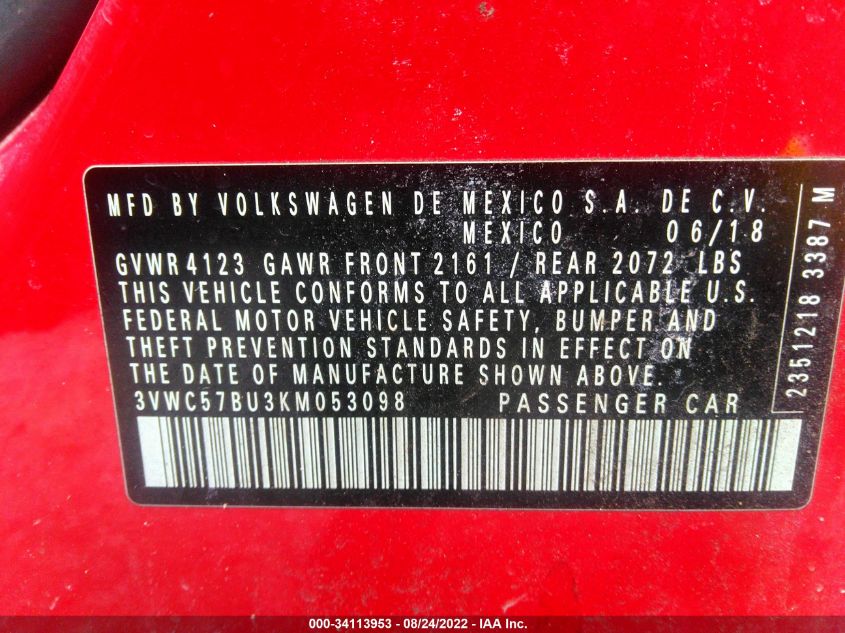 MFD BY VOLKSWAGEN DE MEXICO S.A. DE C.V.
MEXICO 06/18
GVWR 4123 GAWR FRONT 2161 / REAR 2072 LBS
THIS VEHICLE CONFORMS TO ALL APPLICABLE U.S.
FEDERAL MOTOR VEHICLE SAFETY, BUMPER AND
THEFT PREVENTION STANDARDS IN EFFECT ON
THE DATE OF MANUFACTURE SHOWN ABOVE.
3VWC57BU3KM053098 PASSENGER CAR
2351218 3387 M
000-34113953 - 08/24/2022 - IAA Inc.